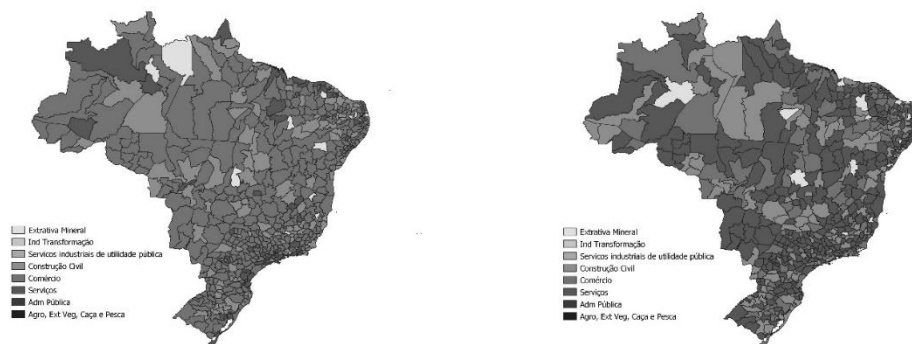 Extrativa Mineral
Ind Transformação
Servicos industriais de utilidade pública
Construção Civil
Comércio
Serviços
Adm Pública
Agro, Ext Veg, Caça e Pesca
Extrativa Mineral
Ind Transformação
Servicos industriais de utilidade pública
Construção Civil
Comércio
Serviços
Adm Pública
Agro, Ext Veg, Caça e Pesca